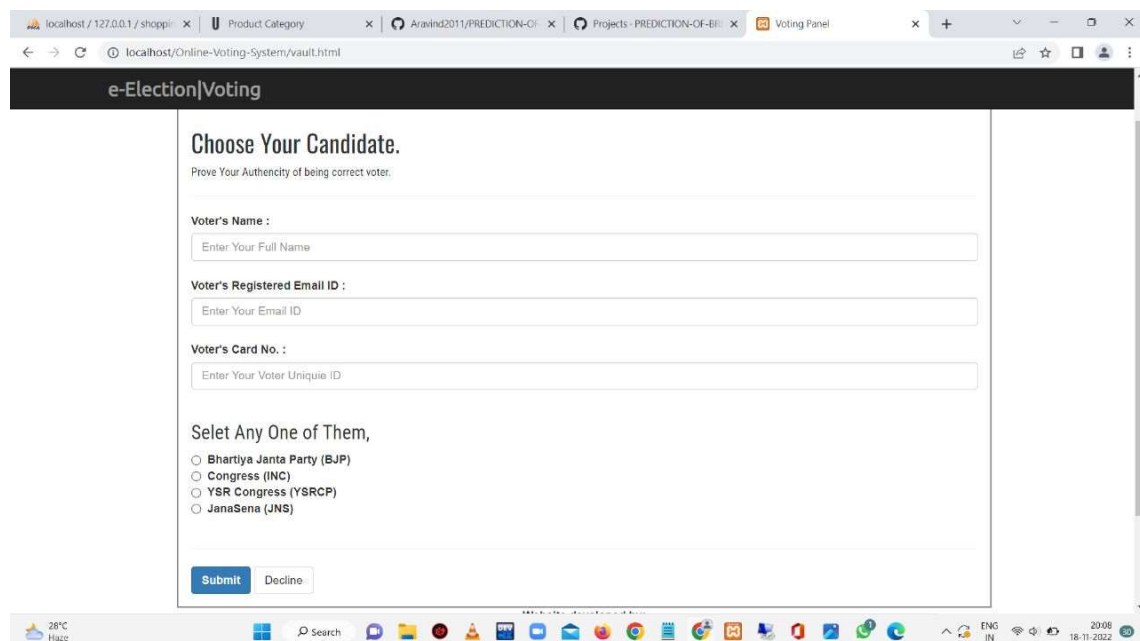 localhost / 127.0.0.1 / shoppin
Product Category
Aravind2011/PREDICTION-OF
Projects - PREDICTION-OF-BR
Voting Panel
localhost/Online-Voting-System/vault.html
e-Election|Voting
Choose Your Candidate.
Prove Your Authencity of being correct voter.
Voter's Name :
Enter Your Full Name
Voter's Registered Email ID :
Enter Your Email ID
Voter's Card No. :
Enter Your Voter Uniquie ID
Selet Any One of Them,
Bhartiya Janta Party (BJP)
Congress (INC)
YSR Congress (YSRCP)
JanaSena (JNS)
Submit
Decline
28°C
Haze
Search
ENG
IN
20:08
18-11-2022